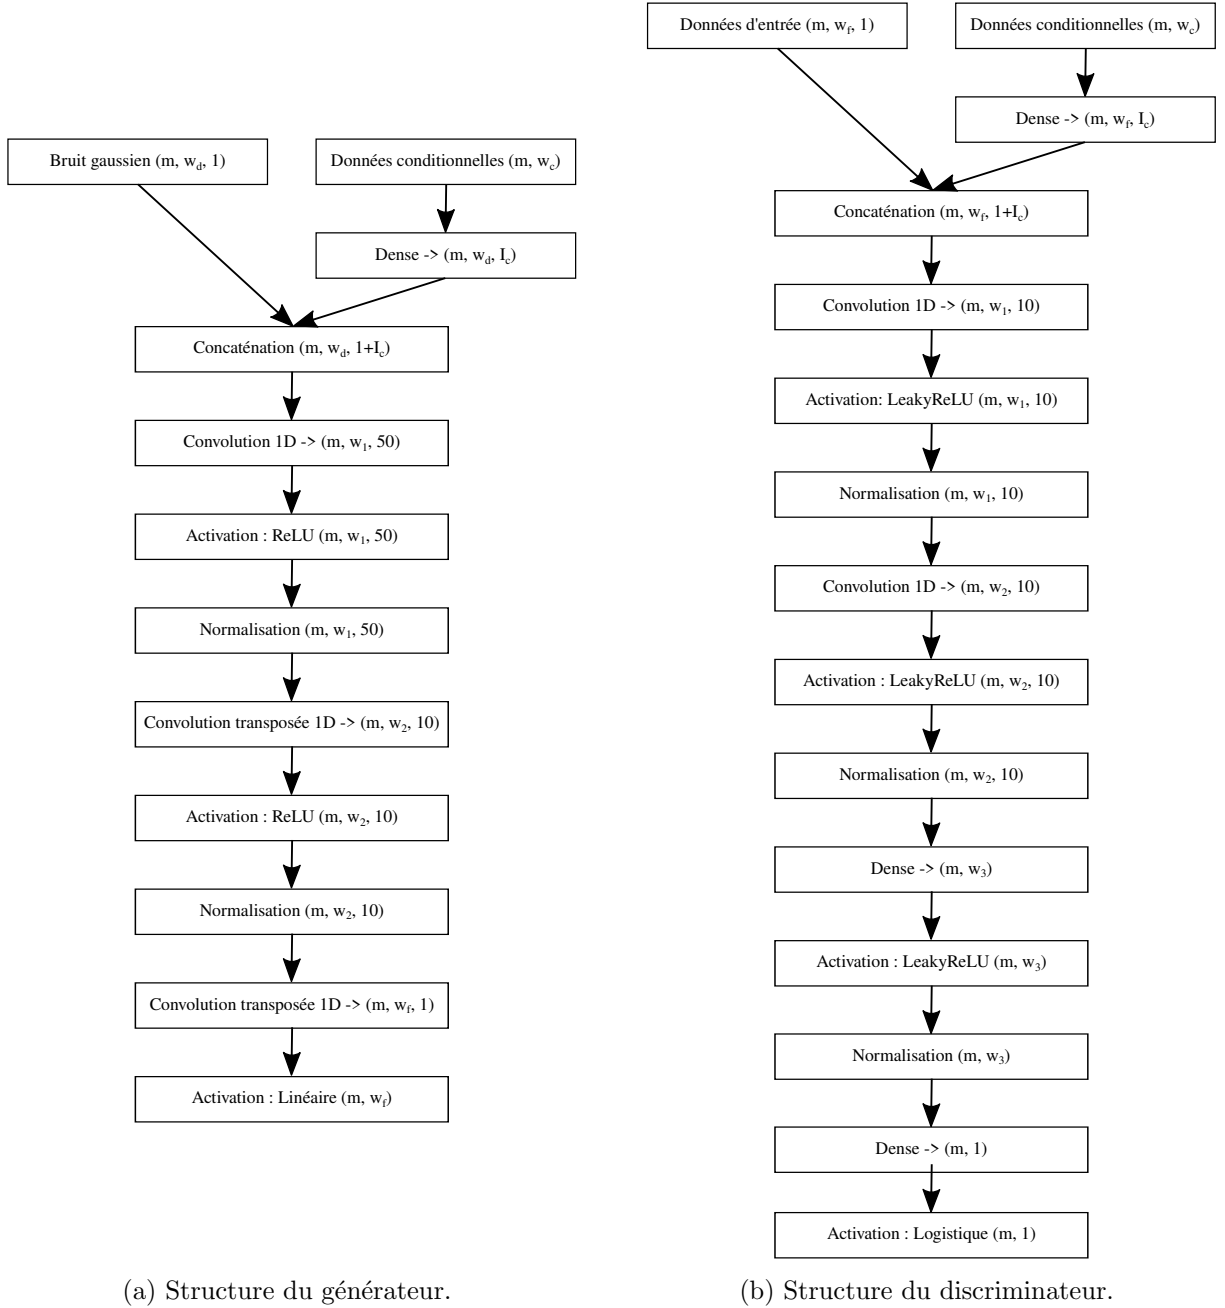 Bruit gaussien (m, w_d, 1)
Données conditionnelles (m, w_c)
Dense -> (m, w_d, I_c)
Concaténation (m, w_d, 1+I_c)
Convolution 1D -> (m, w_1, 50)
Activation : ReLU (m, w_1, 50)
Normalisation (m, w_1, 50)
Convolution transposée 1D -> (m, w_2, 10)
Activation : ReLU (m, w_2, 10)
Normalisation (m, w_2, 10)
Convolution transposée 1D -> (m, w_f, 1)
Activation : Linéaire (m, w_f)
(a) Structure du générateur.
Données d'entrée (m, w_f, 1)
Données conditionnelles (m, w_c)
Dense -> (m, w_f, I_c)
Concaténation (m, w_f, 1+I_c)
Convolution 1D -> (m, w_1, 10)
Activation: LeakyReLU (m, w_1, 10)
Normalisation (m, w_1, 10)
Convolution 1D -> (m, w_2, 10)
Activation : LeakyReLU (m, w_2, 10)
Normalisation (m, w_2, 10)
Dense -> (m, w_3)
Activation : LeakyReLU (m, w_3)
Normalisation (m, w_3)
Dense -> (m, 1)
Activation : Logistique (m, 1)
(b) Structure du discriminateur.